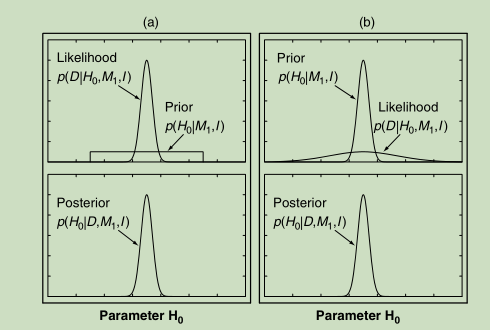 (a)
Likelihood
p(D|H₀,M₁,I)
Prior
p(H₀|M₁,I)
Posterior
p(H₀|D,M₁,I)
Parameter H₀
(b)
Prior
p(H₀|M₁,I)
Likelihood
p(D|H₀,M₁,I)
Posterior
p(H₀|D,M₁,I)
Parameter H₀